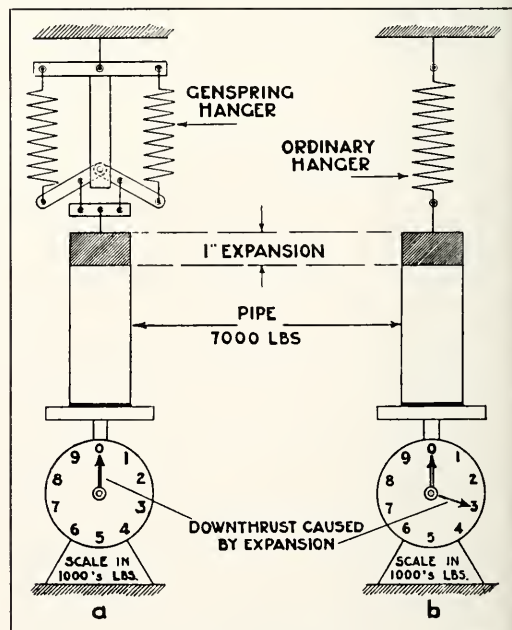 GENSPRING
HANGER
ORDINARY
HANGER
1" EXPANSION
PIPE
7000 LBS
0
1
2
3
4
5
6
7
8
9
0
1
2
3
4
5
6
7
8
9
DOWNTHRUST CAUSED
BY EXPANSION
SCALE IN
1000's LBS.
SCALE IN
1000's LBS.
a
b